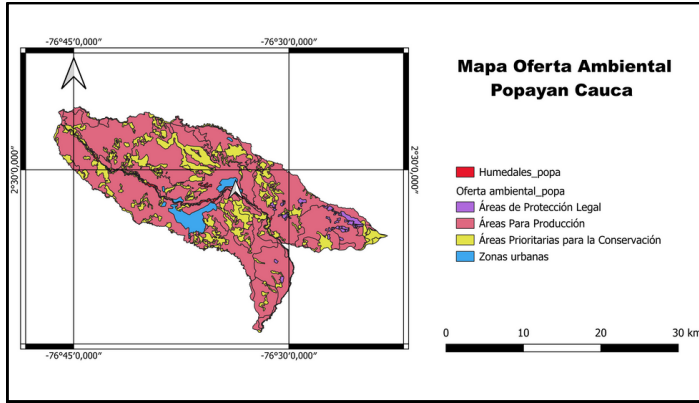 -76°45'0,000"
-76°30'0,000"
2°30'0,000"
2°30'0,000"
-76°45'0,000"
-76°30'0,000"
Mapa Oferta Ambiental
Popayan Cauca
Humedales_popa
Oferta ambiental_popa
Áreas de Protección Legal
Áreas Para Producción
Áreas Prioritarias para la Conservación
Zonas urbanas
0 10 20 30 km